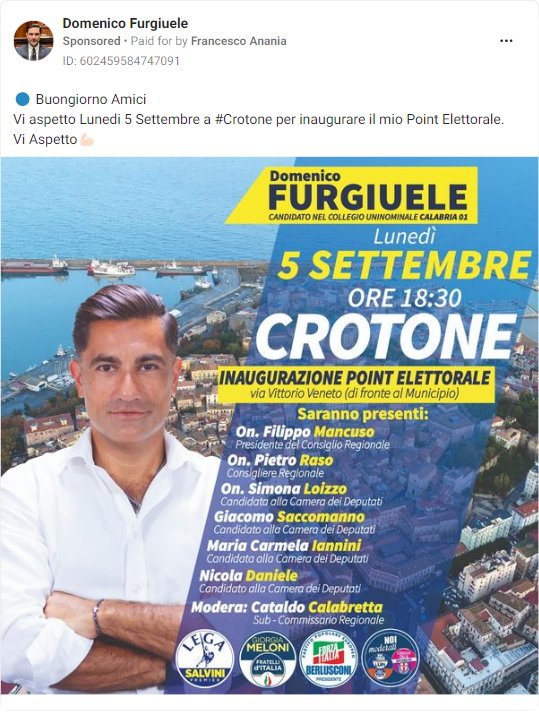 Domenico Furgiuele
Sponsored • Paid for by Francesco Anania
ID: 602459584747091
Buongiorno Amici
Vi aspetto Lunedi 5 Settembre a #Crotone per inaugurare il mio Point Elettorale.
Vi Aspetto
Domenico
FURGIUELE
CANDIDATO NEL COLLEGIO UNINOMINALE CALABRIA 01
Lunedì
5 SETTEMBRE
ORE 18:30
CROTONE
INAUGURAZIONE POINT ELETTORALE
via Vittorio Veneto (di fronte al Municipio)
Saranno presenti:
On. Filippo Mancuso
Presidente del Consiglio Regionale
On. Pietro Raso
Consigliere Regionale
On. Simona Loizzo
Candidata alla Camera dei Deputati
Giacomo Saccomanno
Candidato alla Camera dei Deputati
Maria Carmela Iannini
Candidato alla Camera dei Deputati
Nicola Daniele
Candidato alla Camera dei Deputati
Modera: Cataldo Calabretta
Sub - Commissario Regionale
LEGA
SALVINI
PREMIER
GIORGIA
MELONI
FRATELLI
d'ITALIA
FORZA
ITALIA
BERLUSCONI
PRESIDENTE
NOI
moderati